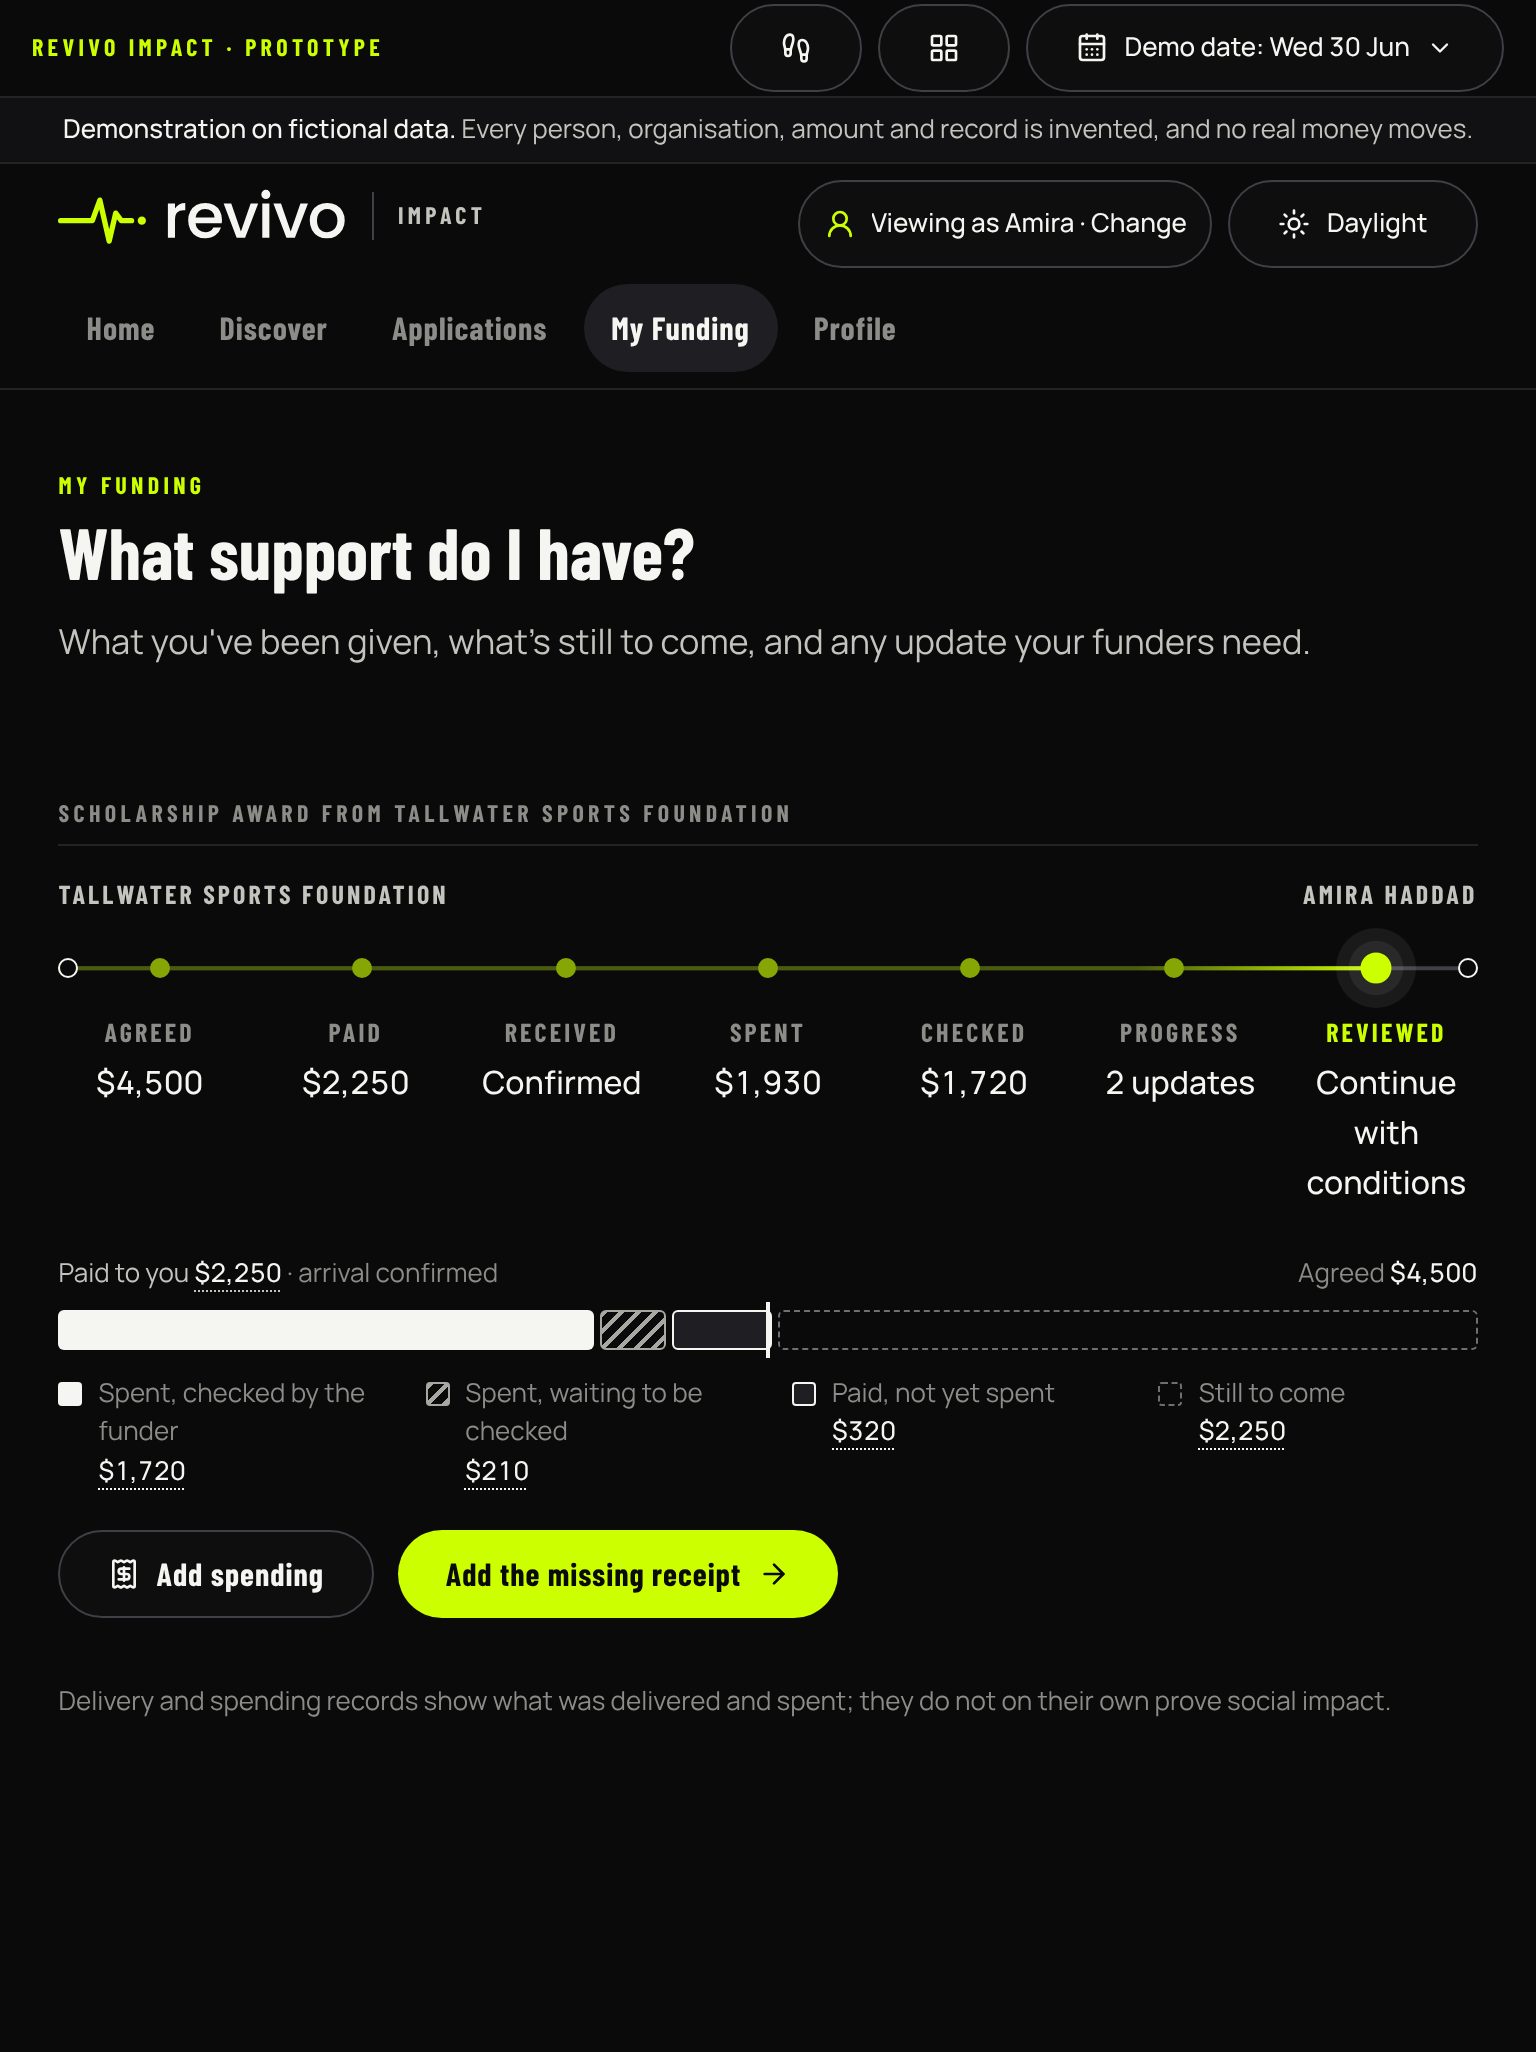 REVIVO IMPACT · PROTOTYPE
Demo date: Wed 30 Jun
Demonstration on fictional data. Every person, organisation, amount and record is invented, and no real money moves.
revivo
IMPACT
Viewing as Amira · Change
Daylight
Home
Discover
Applications
My Funding
Profile
MY FUNDING
What support do I have?
What you've been given, what's still to come, and any update your funders need.
SCHOLARSHIP AWARD FROM TALLWATER SPORTS FOUNDATION
TALLWATER SPORTS FOUNDATION
AMIRA HADDAD
AGREED
$4,500
PAID
$2,250
RECEIVED
Confirmed
SPENT
$1,930
CHECKED
$1,720
PROGRESS
2 updates
REVIEWED
Continue
with
conditions
Paid to you $2,250 · arrival confirmed
Agreed $4,500
Spent, checked by the
funder
$1,720
Spent, waiting to be
checked
$210
Paid, not yet spent
$320
Still to come
$2,250
Add spending
Add the missing receipt
Delivery and spending records show what was delivered and spent; they do not on their own prove social impact.